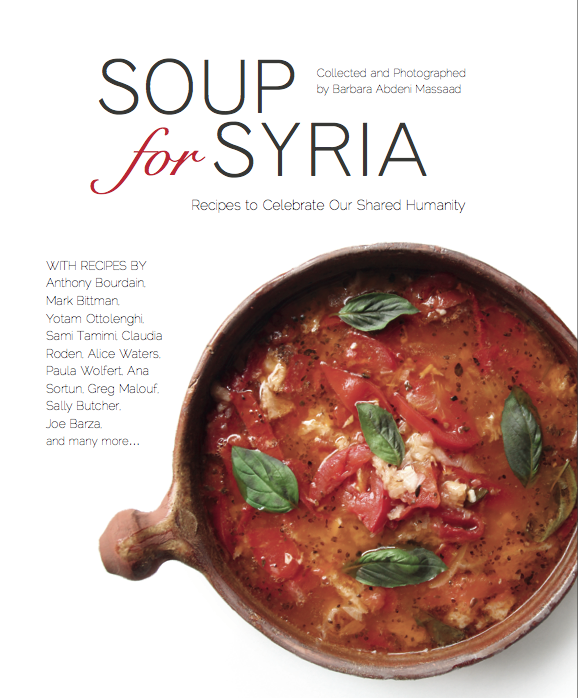 SOUP
Collected and Photographed
by Barbara Abdeni Massaad
for SYRIA
Recipes to Celebrate Our Shared Humanity
WITH RECIPES BY
Anthony Bourdain,
Mark Bittman,
Yotam Ottolenghi,
Sami Tamimi, Claudia
Roden, Alice Waters,
Paula Wolfert, Ana
Sortun, Greg Malouf,
Sally Butcher,
Joe Barza,
and many more...